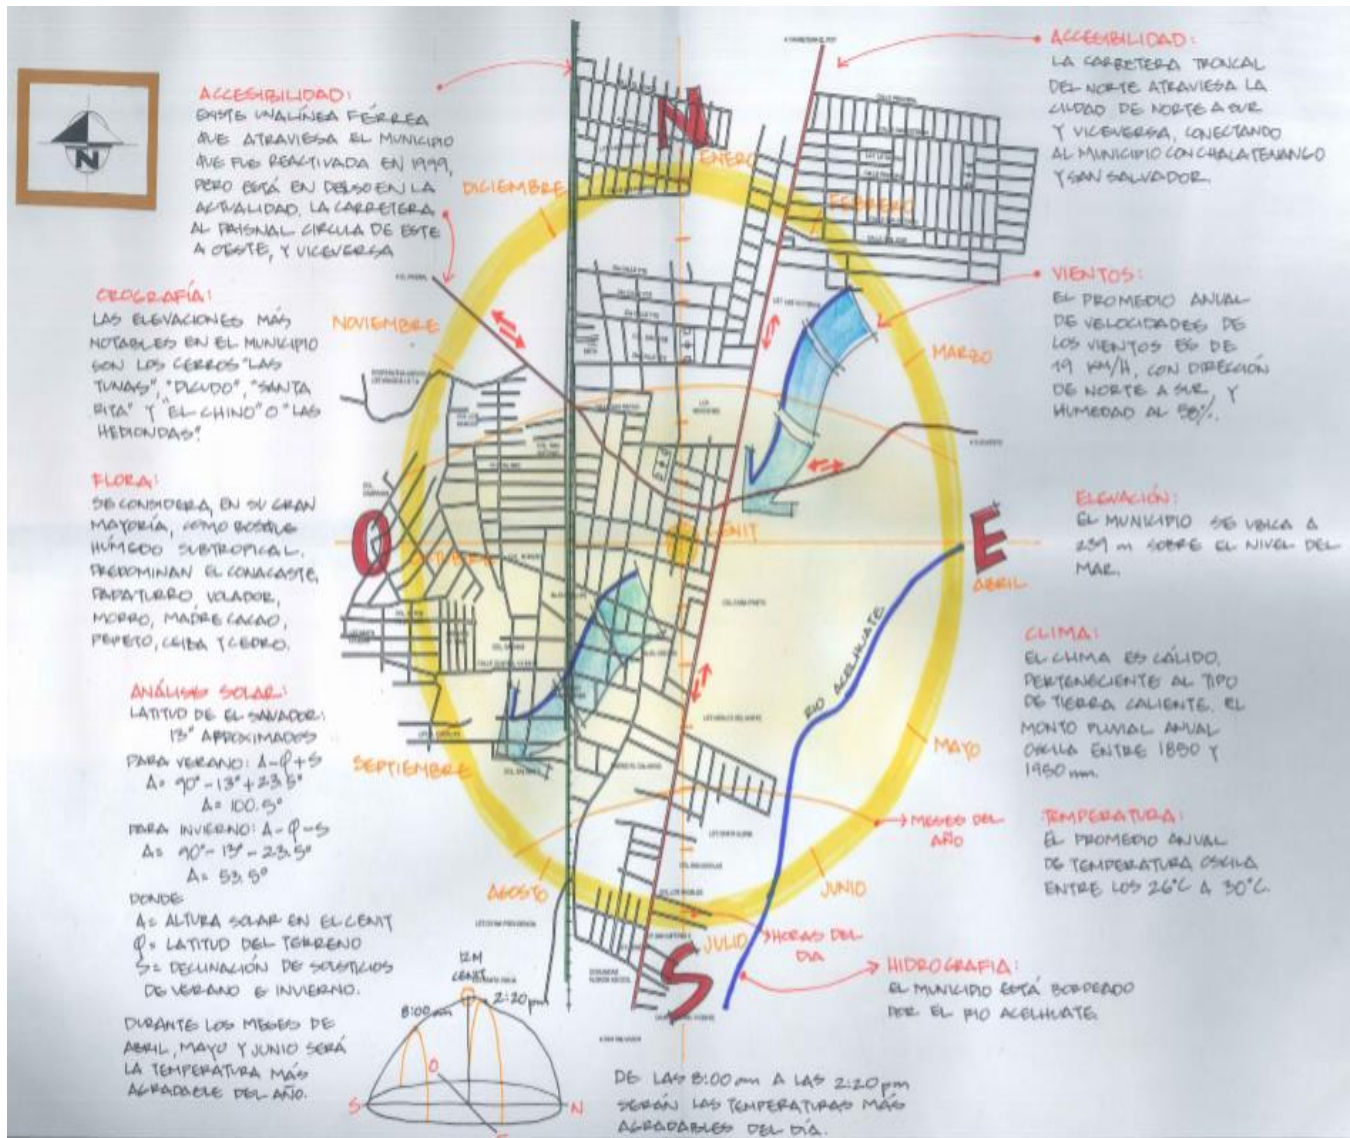 N
ACCESIBILIDAD:
EXISTE UNA LÍNEA FÉRREA
QUE ATRAVIESA EL MUNICIPIO
QUE FUE REACTIVADA EN 1999,
PERO ESTÁ EN DESUSO EN LA
ACTUALIDAD. LA CARRETERA
AL PAISNAL CIRCULA DE ESTE
A OESTE, Y VICEVERSA
OROGRAFÍA:
LAS ELEVACIONES MÁS
NOTABLES EN EL MUNICIPIO
SON LOS CERROS "LAS
TUNAS", "PICUDO", "SANTA
RITA" Y "EL CHINO" O "LAS
HEDIONDAS".
FLORA:
SE CONSIDERA, EN SU GRAN
MAYORÍA, COMO BOSQUE
HÚMEDO SUBTROPICAL.
PREDOMINAN EL CONACASTE,
PAPATURRO, VOLADOR,
MORRO, MADRE CACAO,
PEPETO, CEIBA Y CEDRO.
ANÁLISIS SOLAR:
LATITUD DE EL SAVADOR:
13° APROXIMADOS
PARA VERANO: A-φ+S
A= 90°-13°+23.5°
A= 100.5°
PARA INVIERNO: A-φ-S
A= 90°-13°-23.5°
A= 53.5°
DONDE
A= ALTURA SOLAR EN EL CENIT
φ= LATITUD DEL TERRENO
S= DECLINACIÓN DE SOLSTICIOS
DE VERANO E INVIERNO.
DURANTE LOS MESES DE
ABRIL, MAYO Y JUNIO SERÁ
LA TEMPERATURA MÁS
AGRADABLE DEL AÑO.
N
ENERO
DICIEMBRE
FEBRERO
NOVIEMBRE
MARZO
O
OCTUBRE
CENIT
E
ABRIL
RIO ACELHUATE
SEPTIEMBRE
MAYO
MESES DEL
AÑO
AGOSTO
JUNIO
JULIO
HORAS DEL
DIA
S
12M
CENIT
8:00am
2:20pm
O
S
N
E
DE LAS 8:00am A LAS 2:20pm
SERÁN LAS TEMPERATURAS MÁS
AGRADABLES DEL DÍA.
ACCESIBILIDAD:
LA CARRETERA TRONCAL
DEL NORTE ATRAVIESA LA
CIUDAD DE NORTE A SUR
Y VICEVERSA, CONECTANDO
AL MUNICIPIO CON CHALATENANGO
Y SAN SALVADOR.
VIENTOS:
EL PROMEDIO ANUAL
DE VELOCIDADES DE
LOS VIENTOS ES DE
19 KM/H, CON DIRECCIÓN
DE NORTE A SUR, Y
HUMEDAD AL 58%.
ELEVACIÓN:
EL MUNICIPIO SE UBICA A
239 m SOBRE EL NIVEL DEL
MAR.
CLIMA:
EL CLIMA ES CÁLIDO,
PERTENECIENTE AL TIPO
DE TIERRA CALIENTE. EL
MONTO PLUVIAL ANUAL
OSCILA ENTRE 1850 Y
1950 mm.
TEMPERATURA:
EL PROMEDIO ANUAL
DE TEMPERATURA OSCILA
ENTRE LOS 26°C A 30°C.
HIDROGRAFIA:
EL MUNICIPIO ESTÁ BORDEADO
POR EL RIO ACELHUATE